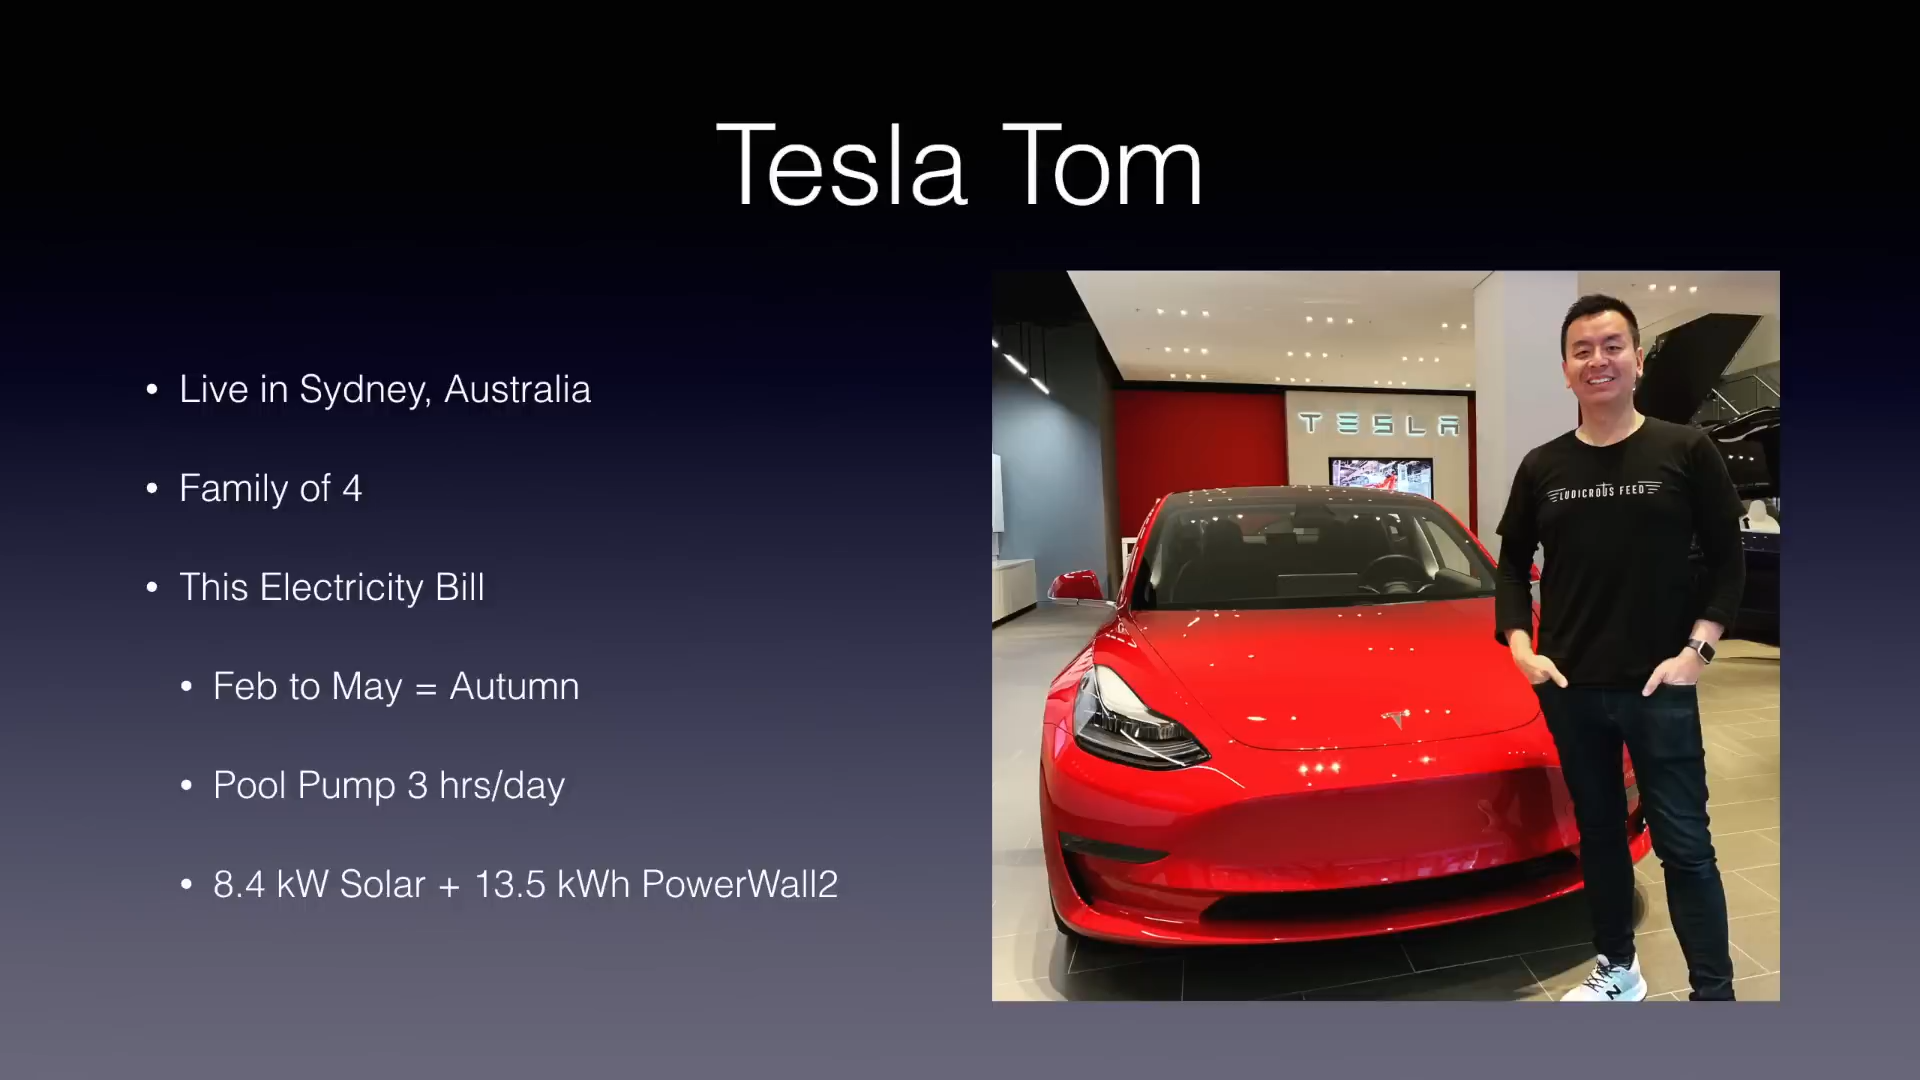 Tesla Tom
• Live in Sydney, Australia
• Family of 4
• This Electricity Bill
• Feb to May = Autumn
• Pool Pump 3 hrs/day
• 8.4 kW Solar + 13.5 kWh PowerWall2
TESLA
LUDICROUS FEED
N